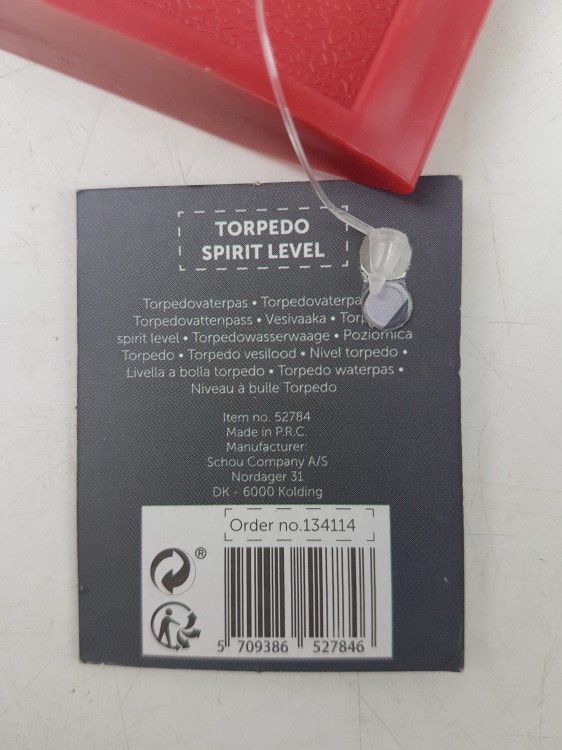 TORPEDO
SPIRIT LEVEL
Torpedovaterpas • Torpedovaterpa
Torpedovattenpass • Vesivaaka • Torp
spirit level • Torpedowasserwaage • Poziomica
Torpedo • Torpedo vesilood • Nivel torpedo •
Livella a bolla torpedo • Torpedo waterpas •
Niveau à bulle Torpedo
Item no. 52784
Made in P.R.C.
Manufacturer:
Schou Company A/S
Nordager 31
DK - 6000 Kolding
Order no.134114
®
5 709386 527846